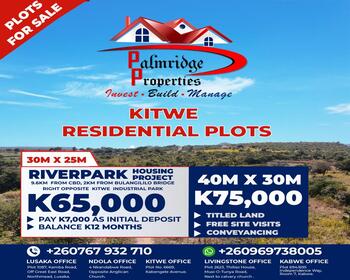 PLOTS
FOR SALE
Palmridge
Properties
Invest - Build - Manage
KITWE
RESIDENTIAL PLOTS
30M X 25M
RIVERPARK HOUSING PROJECT
9.6KM FROM CBD, 2KM FROM BULANGILILO BRIDGE
RIGHT OPPOSITE KITWE INDUSTRIAL PARK
K65,000
PAY K7,000 AS INITIAL DEPOSIT
BALANCE K12 MONTHS
40M X 30M
K75,000
TITLED LAND
FREE SITE VISITS
CONVEYANCING
+260767 932 710
+260969738005
LUSAKA OFFICE
NDOLA OFFICE
KITWE OFFICE
LIVINGSTONE OFFICE
KABWE OFFICE